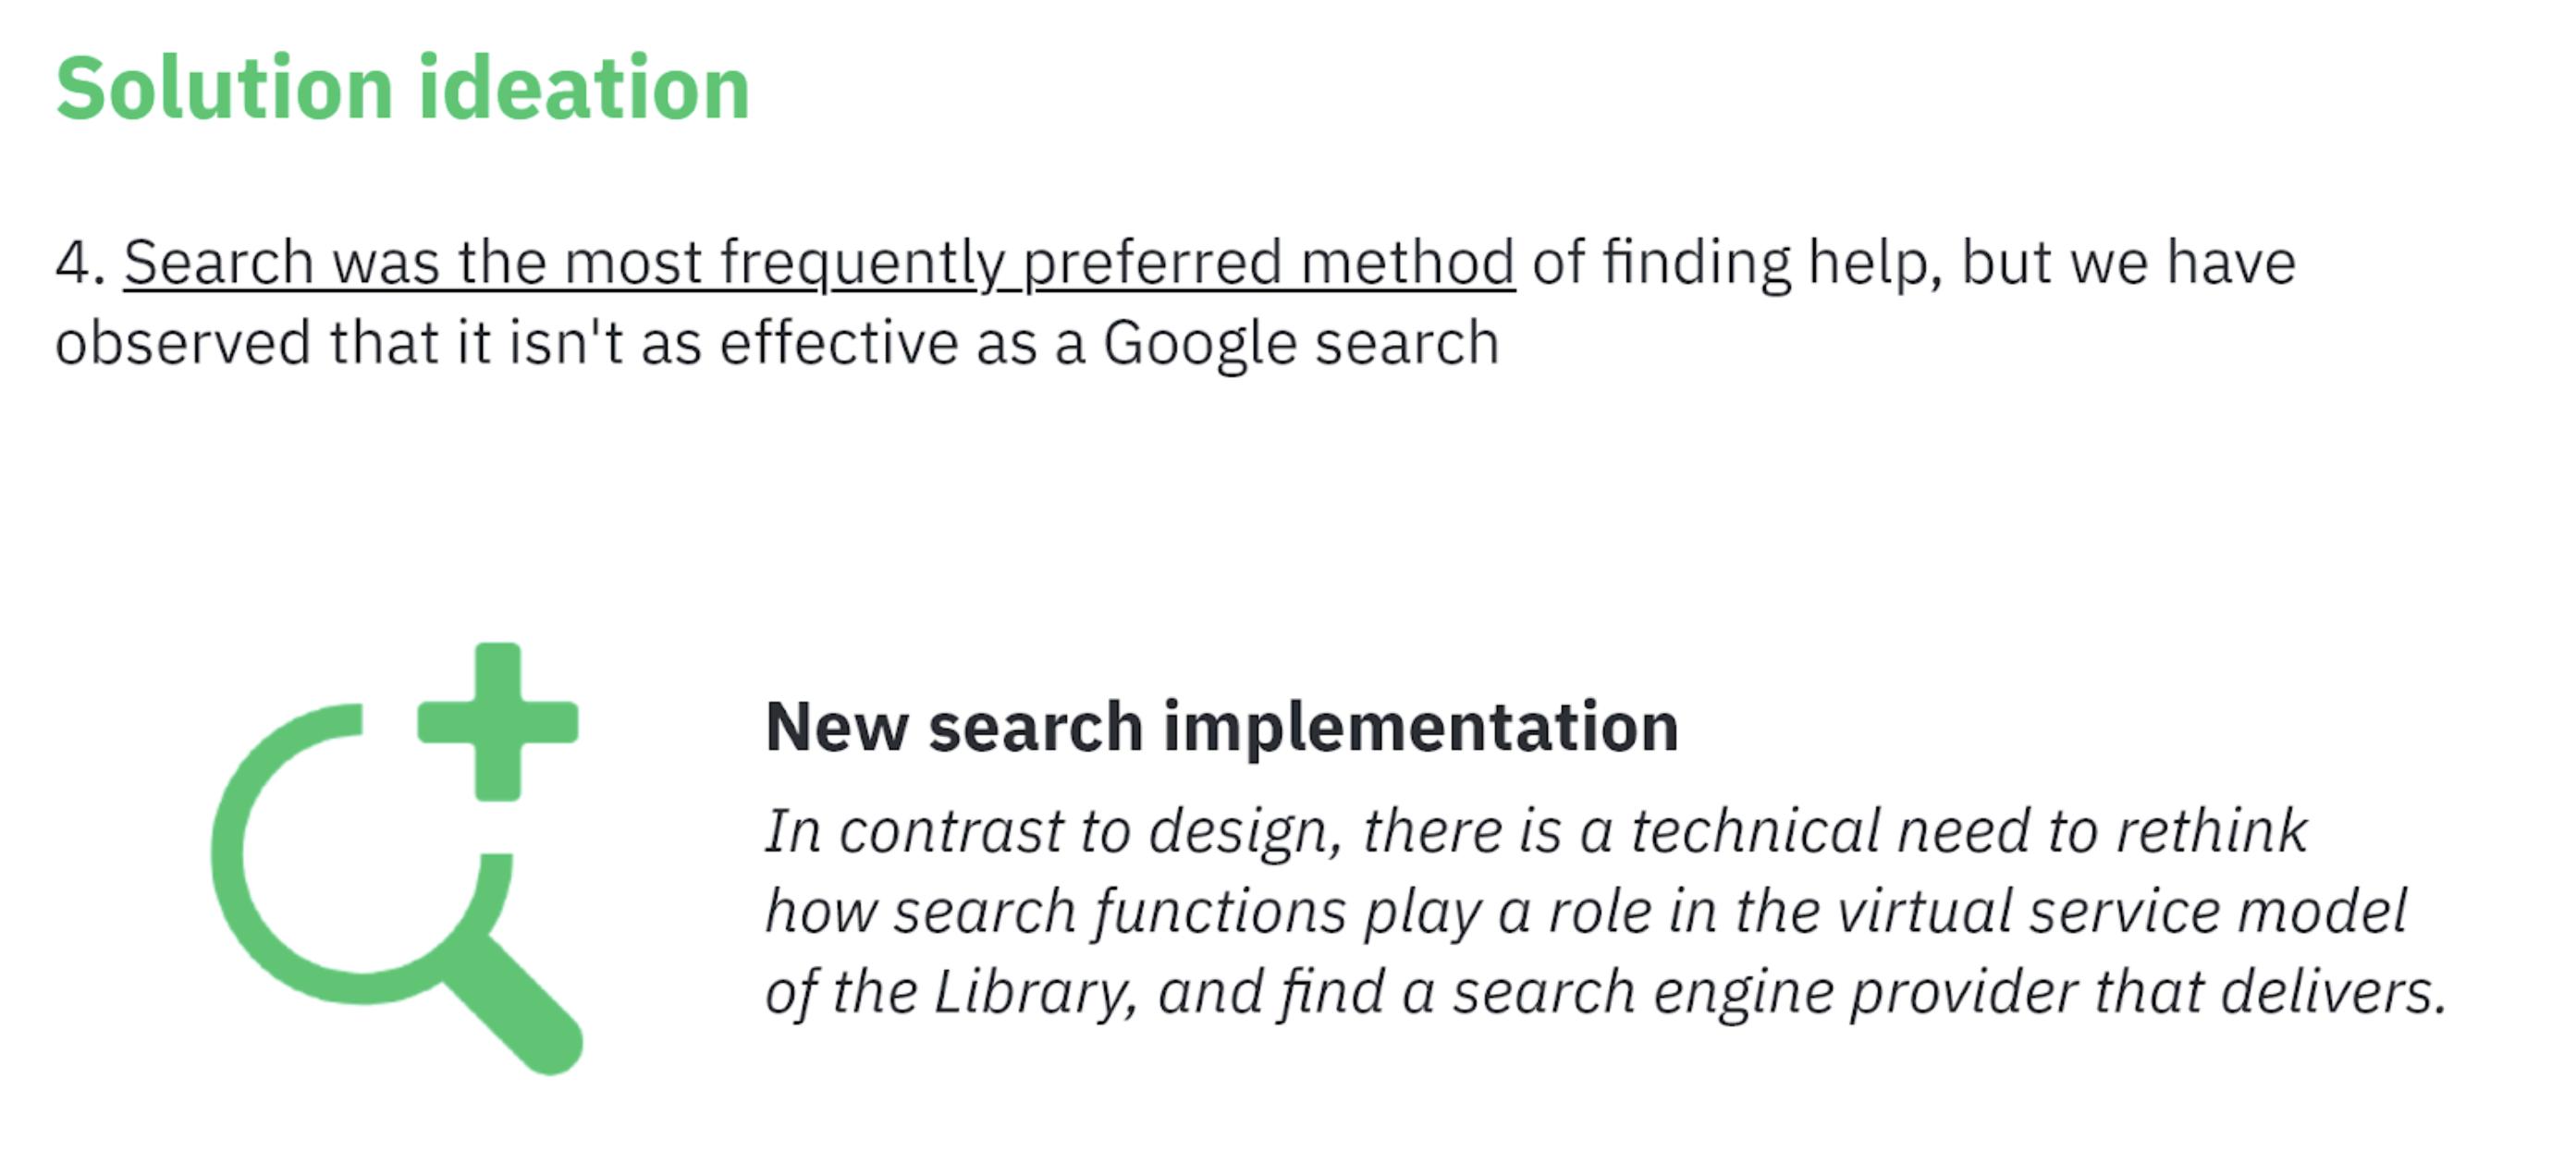 Solution ideation
4. Search was the most frequently preferred method of finding help, but we have
observed that it isn't as effective as a Google search
New search implementation
In contrast to design, there is a technical need to rethink
how search functions play a role in the virtual service model
of the Library, and find a search engine provider that delivers.